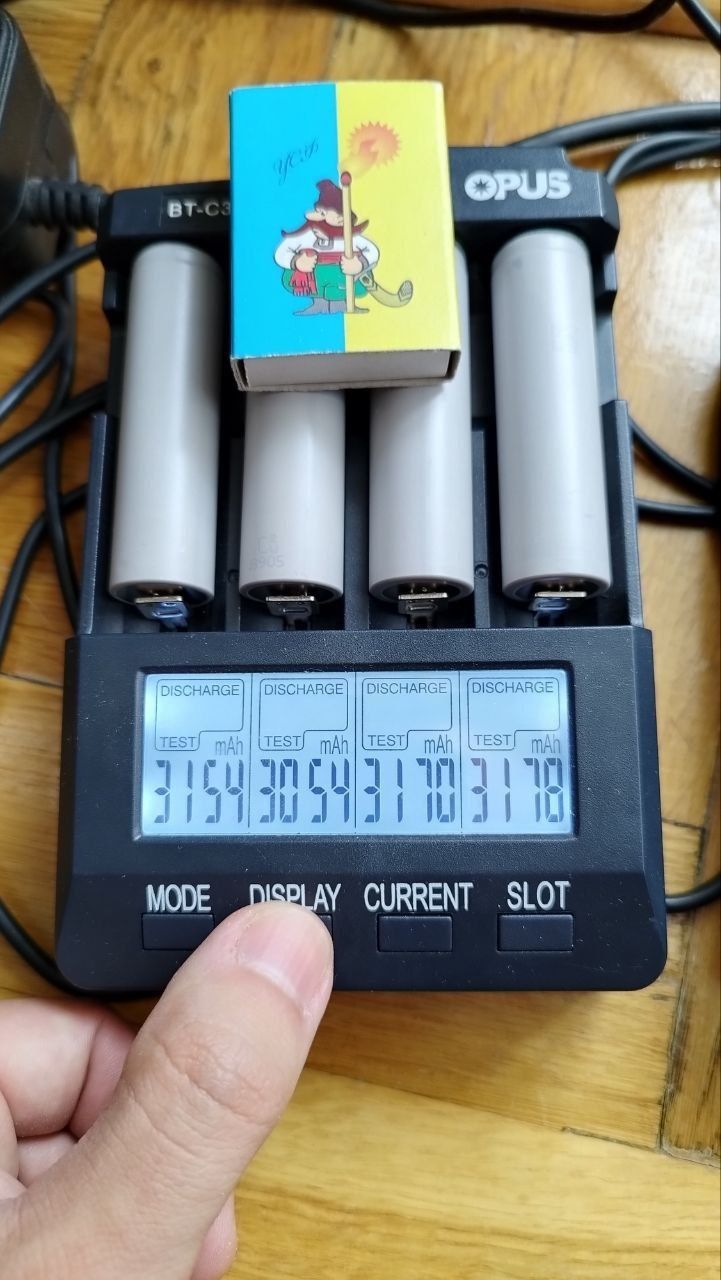 УСІР
BT-C3
OPUS
DISCHARGE DISCHARGE DISCHARGE DISCHARGE
TEST mAh TEST mAh TEST mAh TEST mAh
3154 3054 3170 3178
MODE DISPLAY CURRENT SLOT